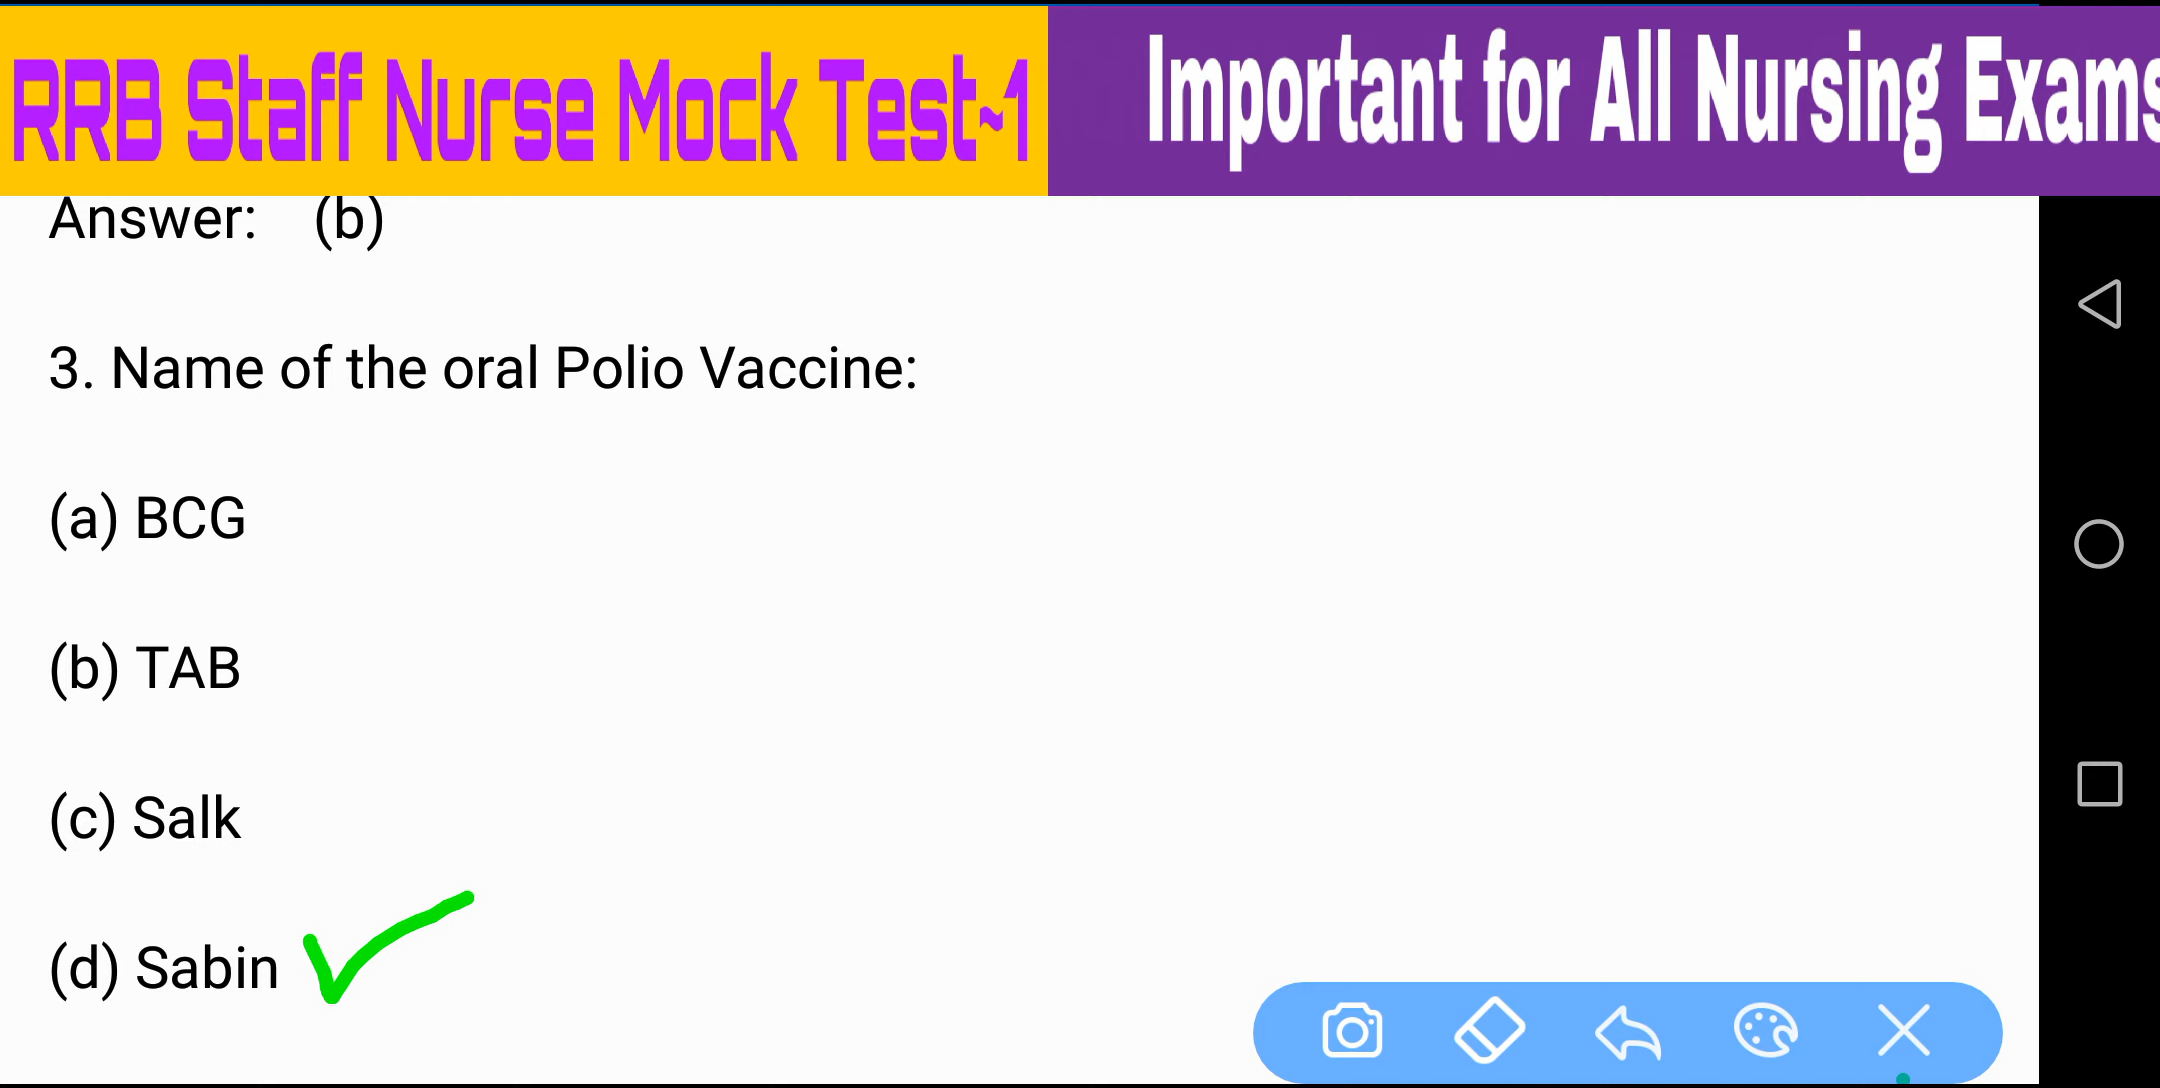 RRB Staff Nurse Mock Test~1
Important for All Nursing Exams
Answer: (b)
3. Name of the oral Polio Vaccine:
(a) BCG
(b) TAB
(c) Salk
(d) Sabin